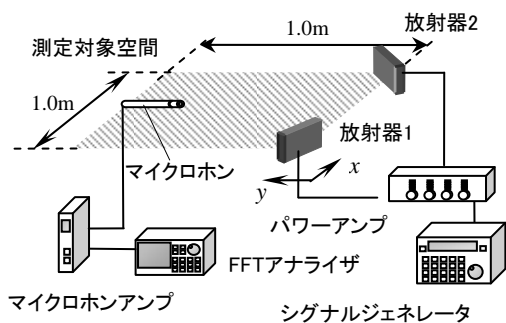 1.0m
放射器2
測定対象空間
1.0m
放射器1
マイクロホン
x
y
パワーアンプ
FFTアナライザ
マイクロホンアンプ
シグナルジェネレータ